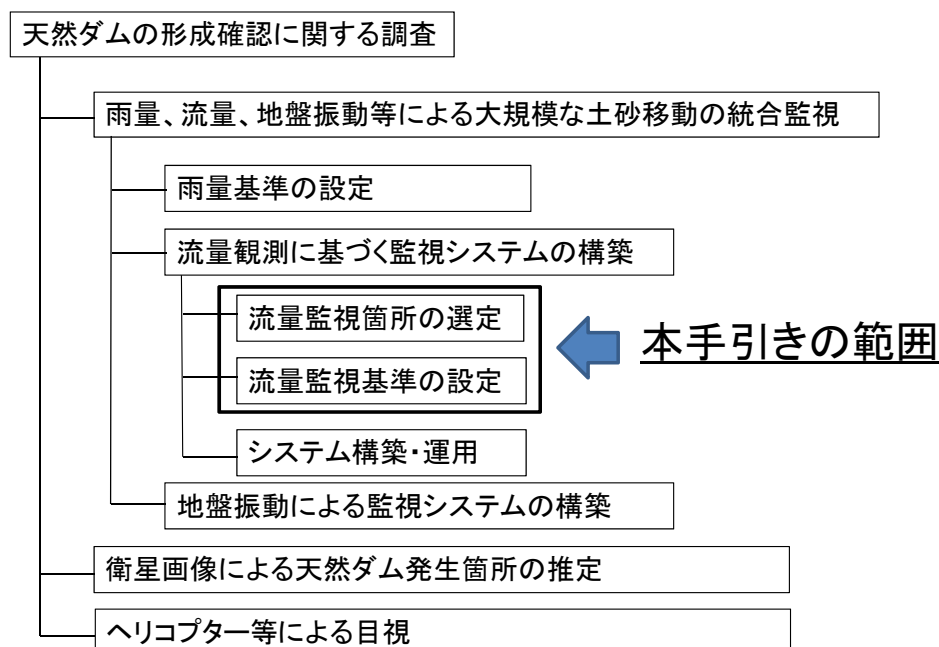 天然ダムの形成確認に関する調査
雨量、流量、地盤振動等による大規模な土砂移動の統合監視
雨量基準の設定
流量観測に基づく監視システムの構築
流量監視箇所の選定
本手引きの範囲
流量監視基準の設定
システム構築・運用
地盤振動による監視システムの構築
衛星画像による天然ダム発生箇所の推定
ヘリコプター等による目視